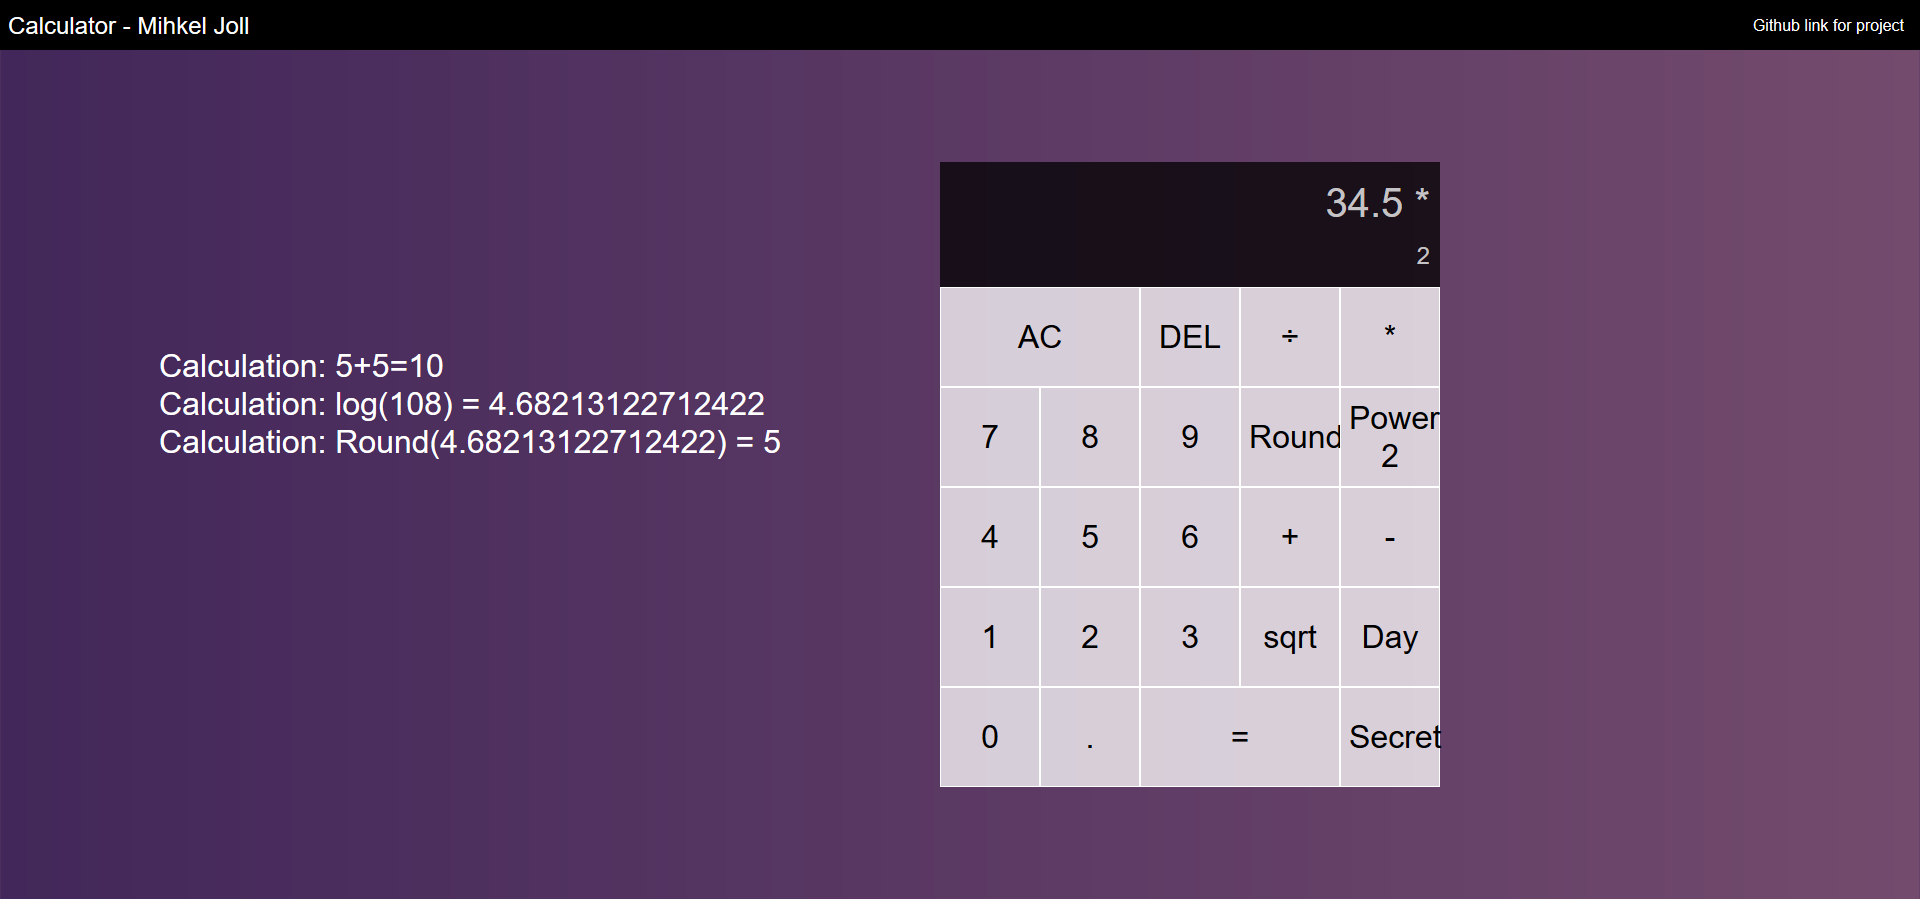 Calculator - Mihkel Joll
Github link for project
Calculation: 5+5=10
Calculation: log(108) = 4.68213122712422
Calculation: Round(4.68213122712422) = 5
34.5 *
2
AC DEL ÷ *
7 8 9 Round Power 2
4 5 6 + -
1 2 3 sqrt Day
0 . = Secret